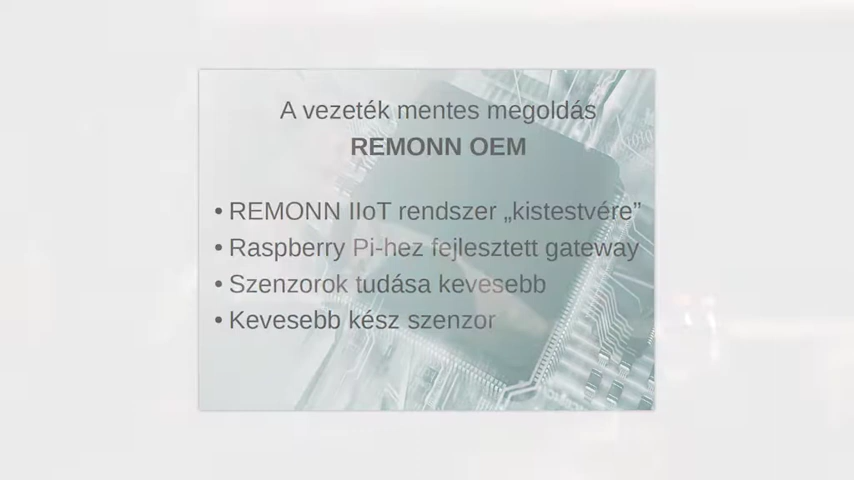 A vezeték mentes megoldás
REMONN OEM
• REMONN IIoT rendszer „kistestvére”
• Raspberry Pi-hez fejlesztett gateway
• Szenzorok tudása kevesebb
• Kevesebb kész szenzor